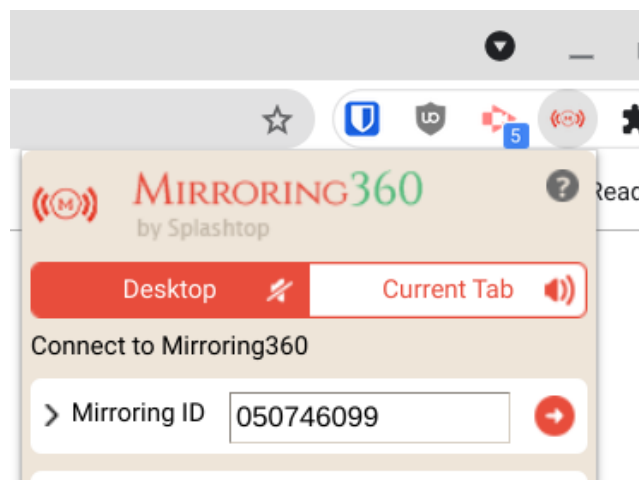 5
MIRRORING360
by Splashtop
Desktop
Current Tab
Connect to Mirroring360
Mirroring ID
050746099